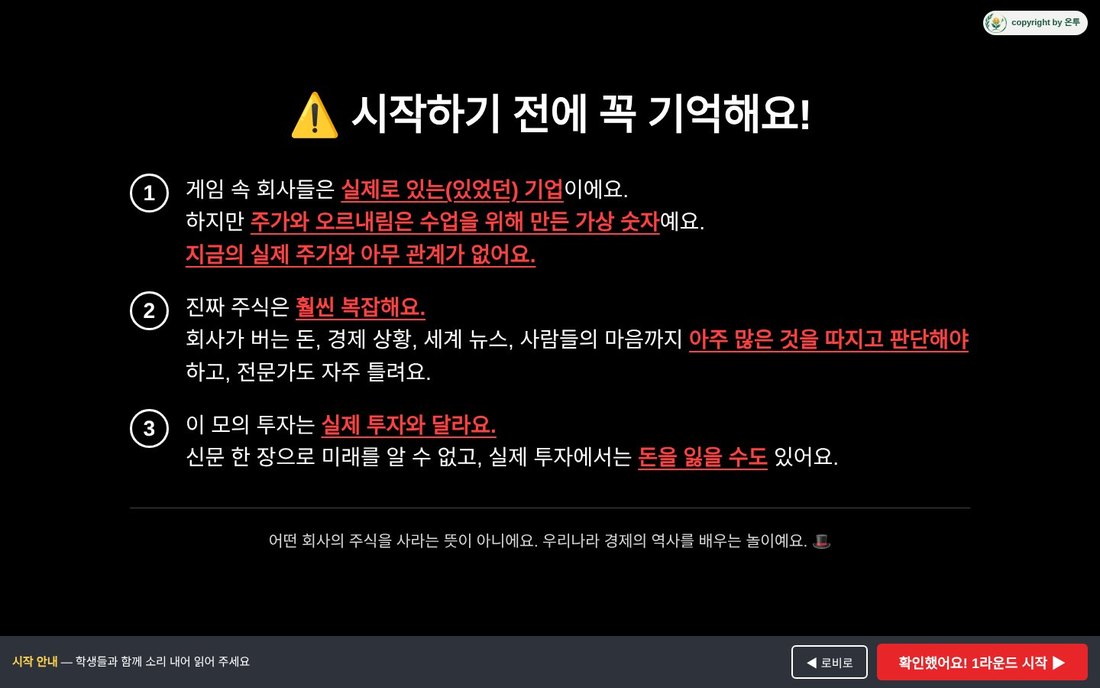 copyright by 온투
⚠️ 시작하기 전에 꼭 기억해요!
1 게임 속 회사들은 실제로 있는(있었던) 기업이에요.
하지만 주가와 오르내림은 수업을 위해 만든 가상 숫자예요.
지금의 실제 주가와 아무 관계가 없어요.
2 진짜 주식은 훨씬 복잡해요.
회사가 버는 돈, 경제 상황, 세계 뉴스, 사람들의 마음까지 아주 많은 것을 따지고 판단해야
하고, 전문가도 자주 틀려요.
3 이 모의 투자는 실제 투자와 달라요.
신문 한 장으로 미래를 알 수 없고, 실제 투자에서는 돈을 잃을 수도 있어요.
어떤 회사의 주식을 사라는 뜻이 아니에요. 우리나라 경제의 역사를 배우는 놀이예요. 🎩
시작 안내 — 학생들과 함께 소리 내어 읽어 주세요
◀ 로비로
확인했어요! 1라운드 시작 ▶